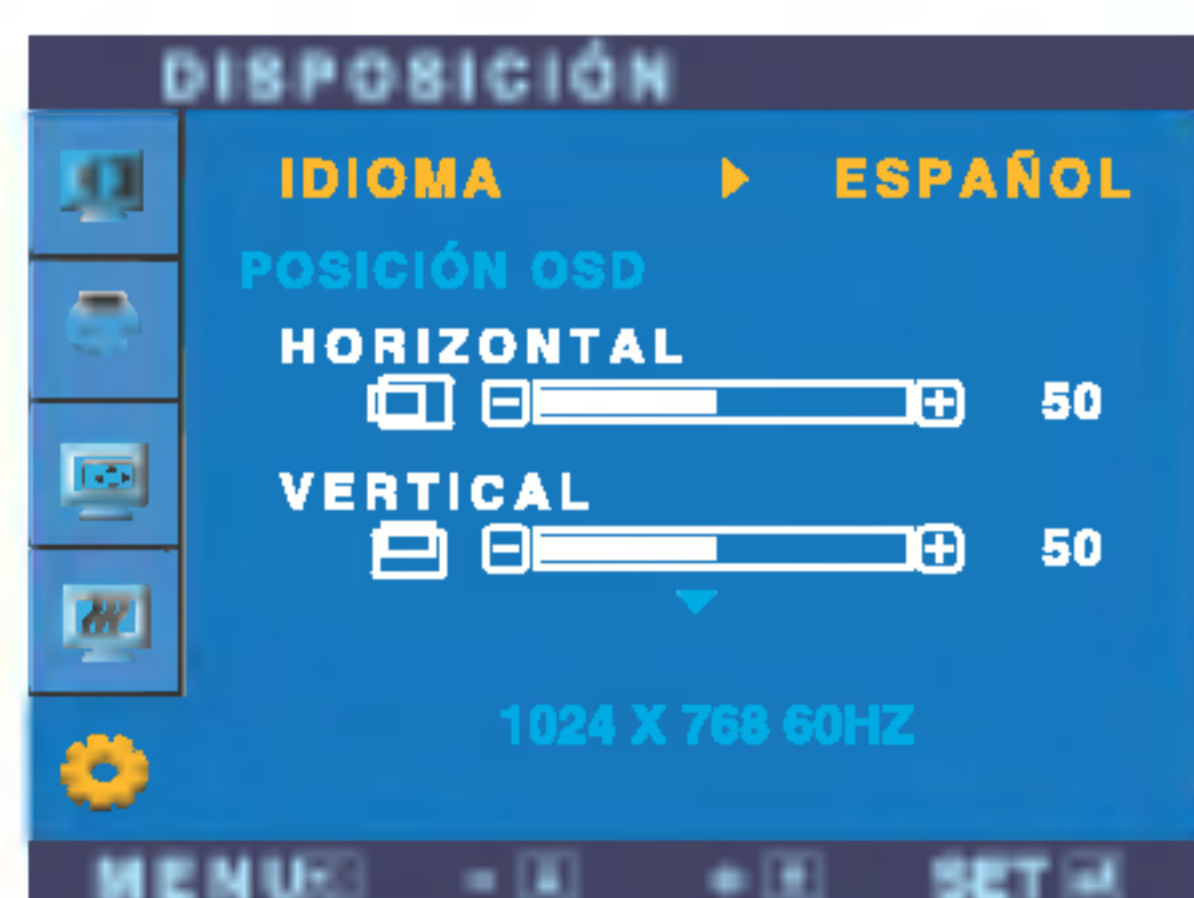 DISPOSICIÓN
IDIOMA ESPAÑOL
POSICIÓN OSD
HORIZONTAL
50
VERTICAL
50
1024 X 768 60HZ
MENU - + SET